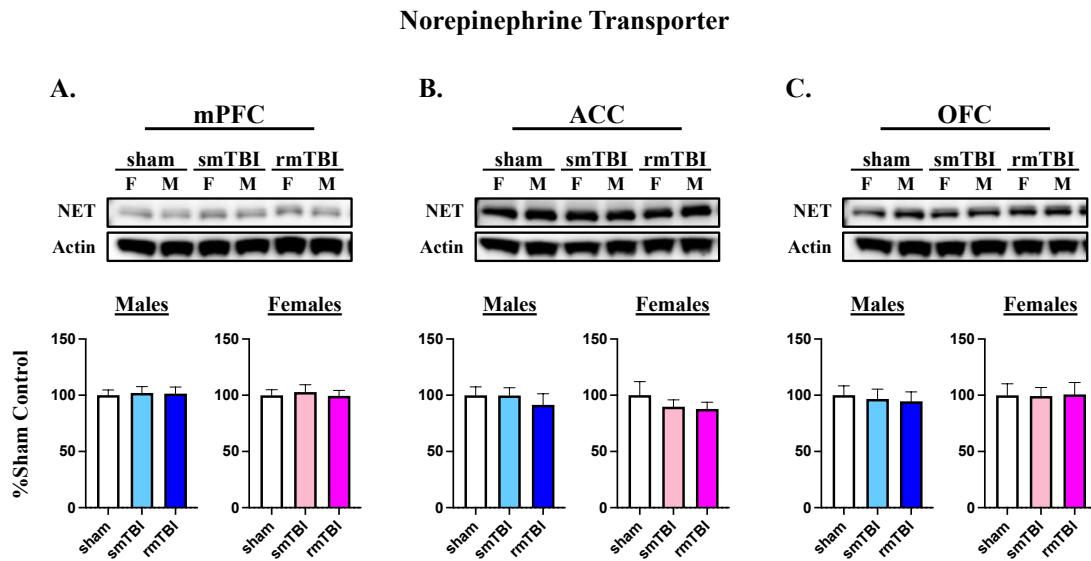 Norepinephrine Transporter
A. B. C.
mPFC ACC OFC
sham smTBI rmTBI sham smTBI rmTBI sham smTBI rmTBI
F M F M F M F M F M F M F M F M F M
NET NET NET
Actin Actin Actin
Males Females Males Females Males Females
%Sham Control
150 150 150 150 150 150
100 100 100 100 100 100
50 50 50 50 50 50
0 0 0 0 0 0
sham smTBI rmTBI sham smTBI rmTBI sham smTBI rmTBI sham smTBI rmTBI sham smTBI rmTBI sham smTBI rmTBI